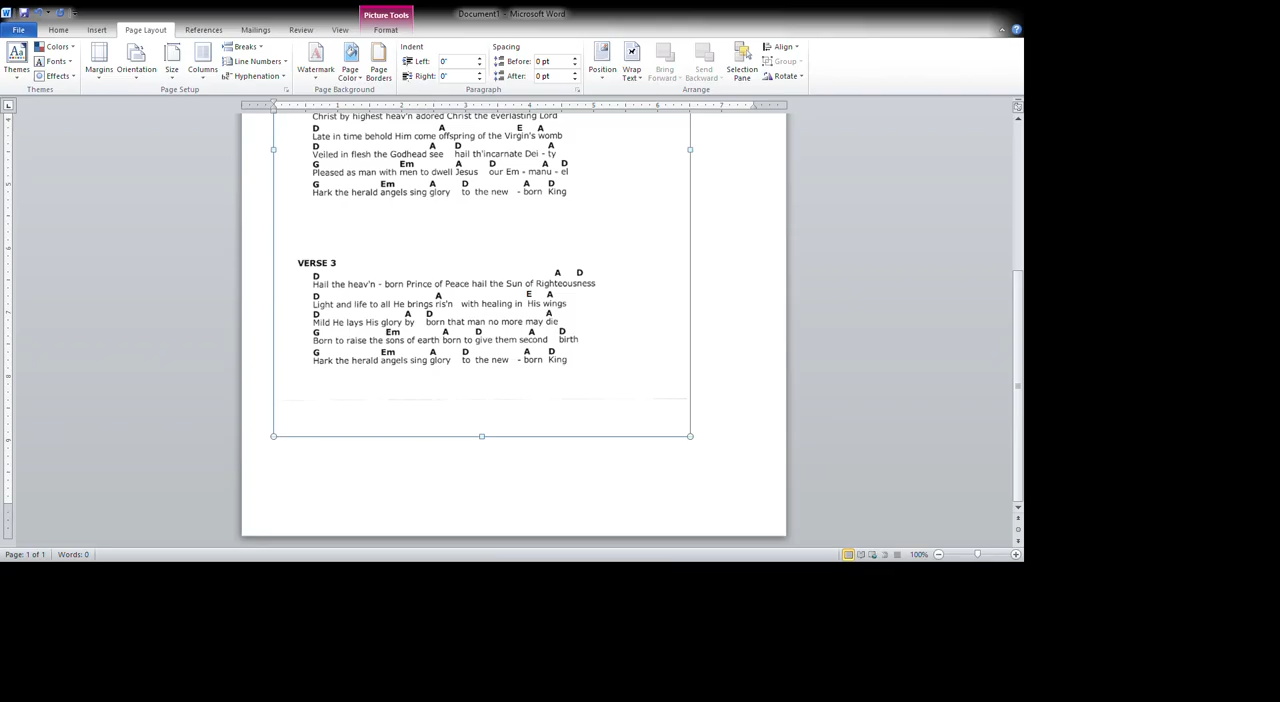 Picture Tools
Document1 - Microsoft Word
File Home Insert Page Layout References Mailings Review View Format
Themes
Colors
Fonts
Effects
Themes
Margins
Orientation
Size
Columns
Breaks
Line Numbers
Hyphenation
Page Setup
Watermark
Page Color
Page Borders
Page Background
Indent
Left: 0"
Right: 0"
Spacing
Before: 0 pt
After: 0 pt
Paragraph
Position
Wrap Text
Bring Forward
Send Backward
Selection Pane
Align
Group
Rotate
Arrange
1 2 3 4 5 6 7
Christ by highest heav'n adored Christ the everlasting Lord
D A E A
Late in time behold Him come offspring of the Virgin's womb
D A D A
Veiled in flesh the Godhead see hail th'incarnate Dei - ty
G Em A D A D
Pleased as man with men to dwell Jesus our Em - manu - el
G Em A D A D
Hark the herald angels sing glory to the new - born King
VERSE 3
D A D
Hail the heav'n - born Prince of Peace hail the Sun of Righteousness
D A E A
Light and life to all He brings ris'n with healing in His wings
D A D A
Mild He lays His glory by born that man no more may die
G Em A D A D
Born to raise the sons of earth born to give them second birth
G Em A D A D
Hark the herald angels sing glory to the new - born King
Page: 1 of 1 Words: 0 100%